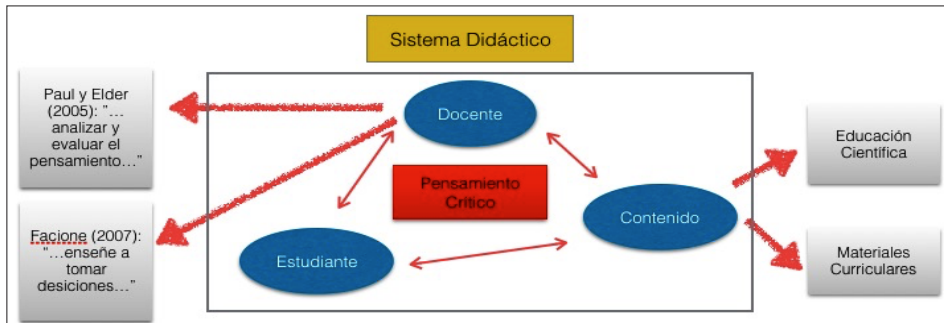 Sistema Didáctico
Paul y Elder
(2005): "…
analizar y
evaluar el
pensamiento…"
Docente
Educación
Científica
Pensamiento
Crítico
Contenido
Facione (2007):
"…enseñe a
tomar
desiciones…"
Estudiante
Materiales
Curriculares